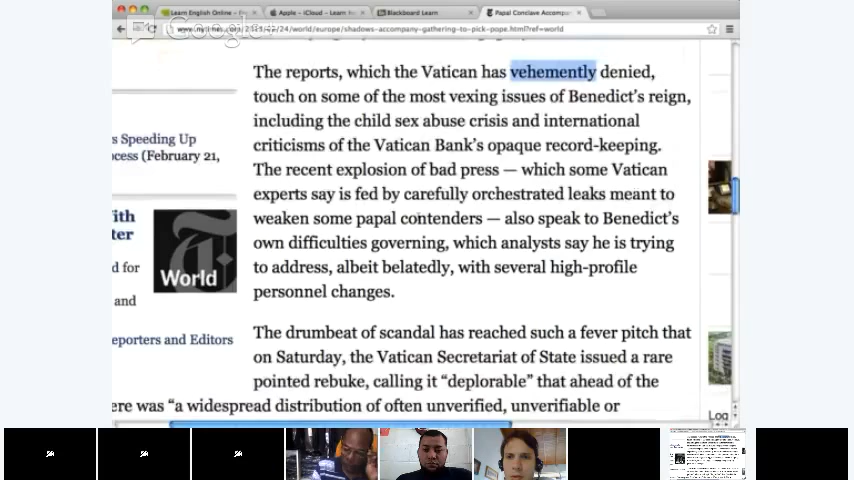 Learn English Online -
Apple - iCloud - Learn
Blackboard Learn
Papal Conclave Accomp
Google
/world/europe/shadows-accompany-gathering-to-pick-pope.html?ref=world
The reports, which the Vatican has vehemently denied,
touch on some of the most vexing issues of Benedict's reign,
including the child sex abuse crisis and international
criticisms of the Vatican Bank's opaque record-keeping.
The recent explosion of bad press — which some Vatican
experts say is fed by carefully orchestrated leaks meant to
weaken some papal contenders — also speak to Benedict's
own difficulties governing, which analysts say he is trying
to address, albeit belatedly, with several high-profile
personnel changes.
The drumbeat of scandal has reached such a fever pitch that
on Saturday, the Vatican Secretariat of State issued a rare
pointed rebuke, calling it “deplorable” that ahead of the
ere was “a widespread distribution of often unverified, unverifiable or
s Speeding Up
ocess (February 21,
ith
ter
World
d for
and
eporters and Editors
Log